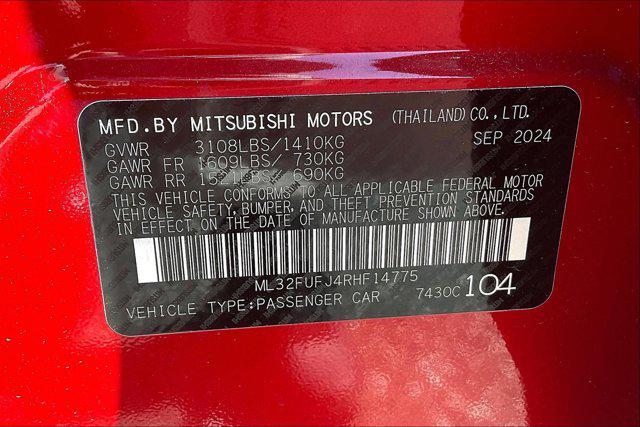 MFD.BY MITSUBISHI MOTORS (THAILAND) CO., LTD.
GVWR 3108LBS/1410KG SEP 2024
GAWR FR 1609LBS/ 730KG
GAWR RR 1521LBS/ 690KG
THIS VEHICLE CONFORMS TO ALL APPLICABLE FEDERAL MOTOR
VEHICLE SAFETY, BUMPER, AND THEFT PREVENTION STANDARDS
IN EFFECT ON THE DATE OF MANUFACTURE SHOWN ABOVE.
ML32FUFJ4RHF14775
VEHICLE TYPE:PASSENGER CAR 7430C 104